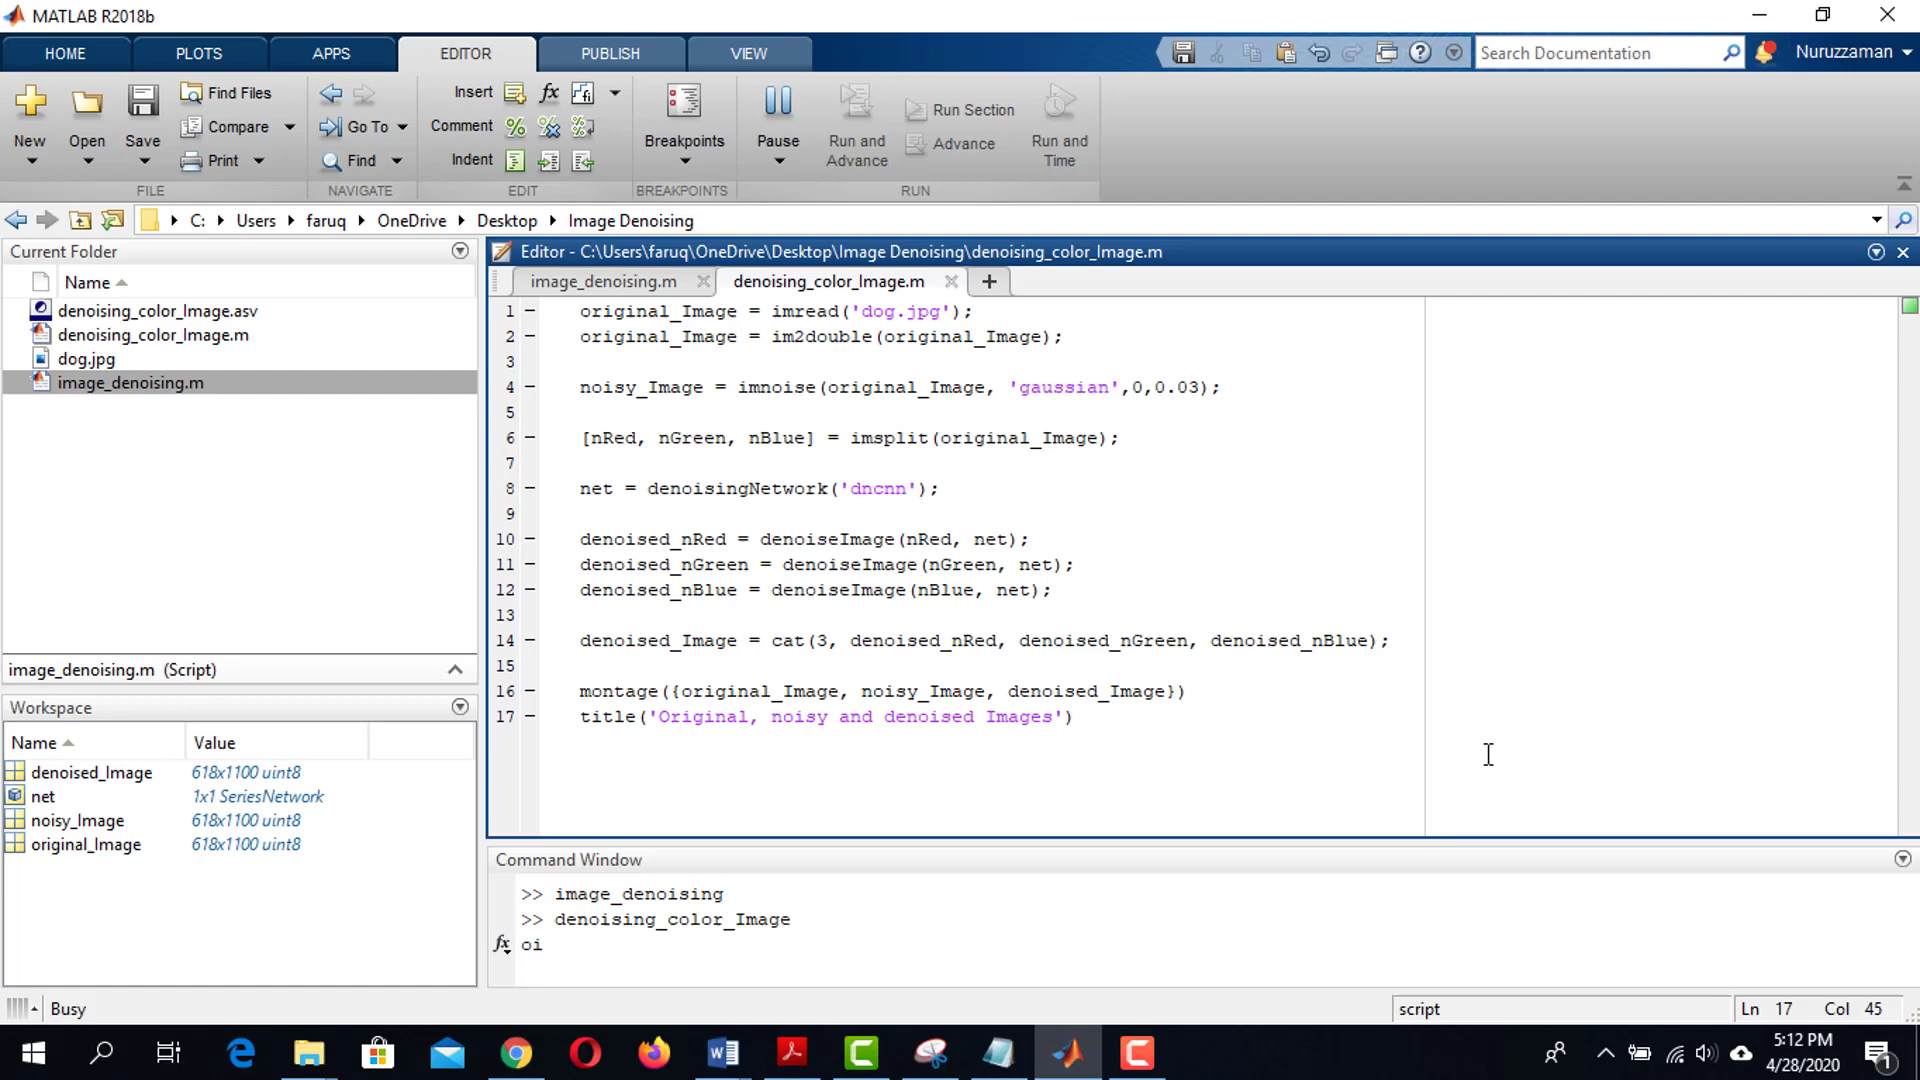 MATLAB R2018b
HOME PLOTS APPS EDITOR PUBLISH VIEW Search Documentation Nuruzzaman
New Open Save Find Files Compare Print
Go To Find
Insert fx
Comment
Indent
Breakpoints
Pause
Run and Advance
Run Section
Advance
Run and Time
FILE NAVIGATE EDIT BREAKPOINTS RUN
C: Users faruq OneDrive Desktop Image Denoising
Current Folder
Name
denoising_color_Image.asv
denoising_color_Image.m
dog.jpg
image_denoising.m
image_denoising.m (Script)
Workspace
Name Value
denoised_Image 618x1100 uint8
net 1x1 SeriesNetwork
noisy_Image 618x1100 uint8
original_Image 618x1100 uint8
Editor - C:\Users\faruq\OneDrive\Desktop\Image Denoising\denoising_color_Image.m
image_denoising.m denoising_color_Image.m
1 original_Image = imread('dog.jpg');
2 original_Image = im2double(original_Image);
3
4 noisy_Image = imnoise(original_Image, 'gaussian',0,0.03);
5
6 [nRed, nGreen, nBlue] = imsplit(original_Image);
7
8 net = denoisingNetwork('dncnn');
9
10 denoised_nRed = denoiseImage(nRed, net);
11 denoised_nGreen = denoiseImage(nGreen, net);
12 denoised_nBlue = denoiseImage(nBlue, net);
13
14 denoised_Image = cat(3, denoised_nRed, denoised_nGreen, denoised_nBlue);
15
16 montage({original_Image, noisy_Image, denoised_Image})
17 title('Original, noisy and denoised Images')
Command Window
>> image_denoising
>> denoising_color_Image
fx oi
Busy script Ln 17 Col 45
5:12 PM
4/28/2020
1